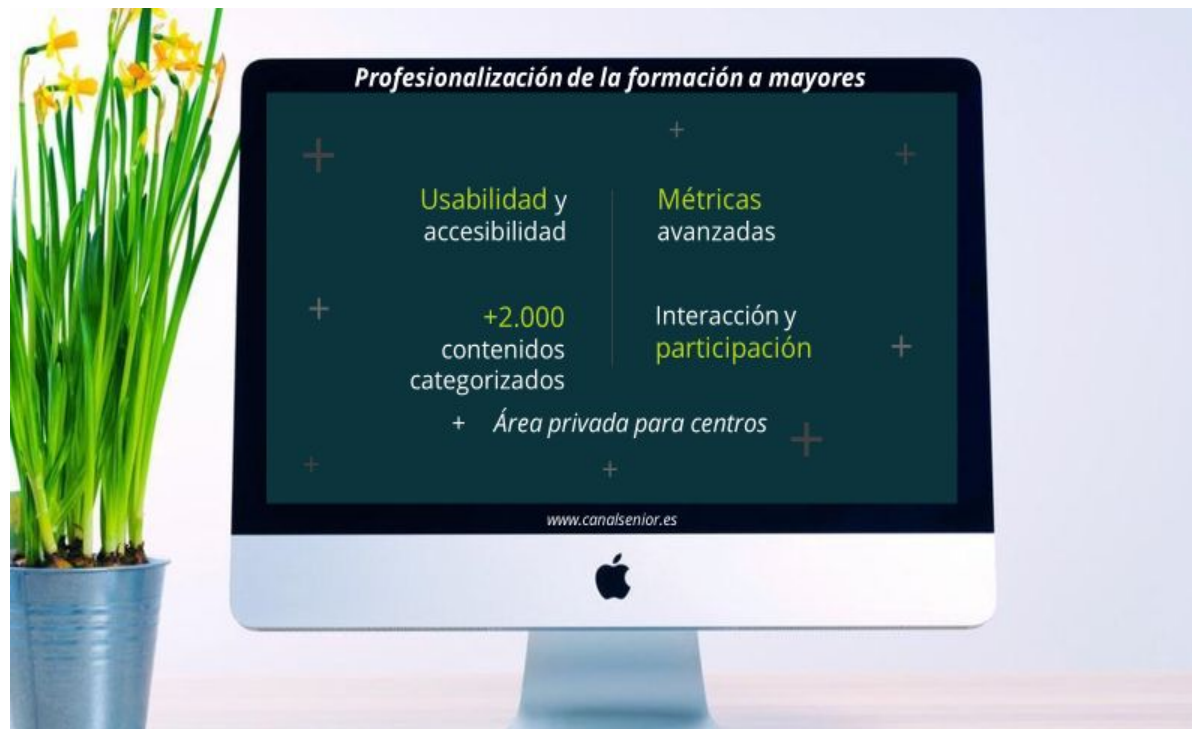 Profesionalización de la formación a mayores
Usabilidad y
accesibilidad
Métricas
avanzadas
+2.000
contenidos
categorizados
Interacción y
participación
+ Área privada para centros
www.canalsenior.es